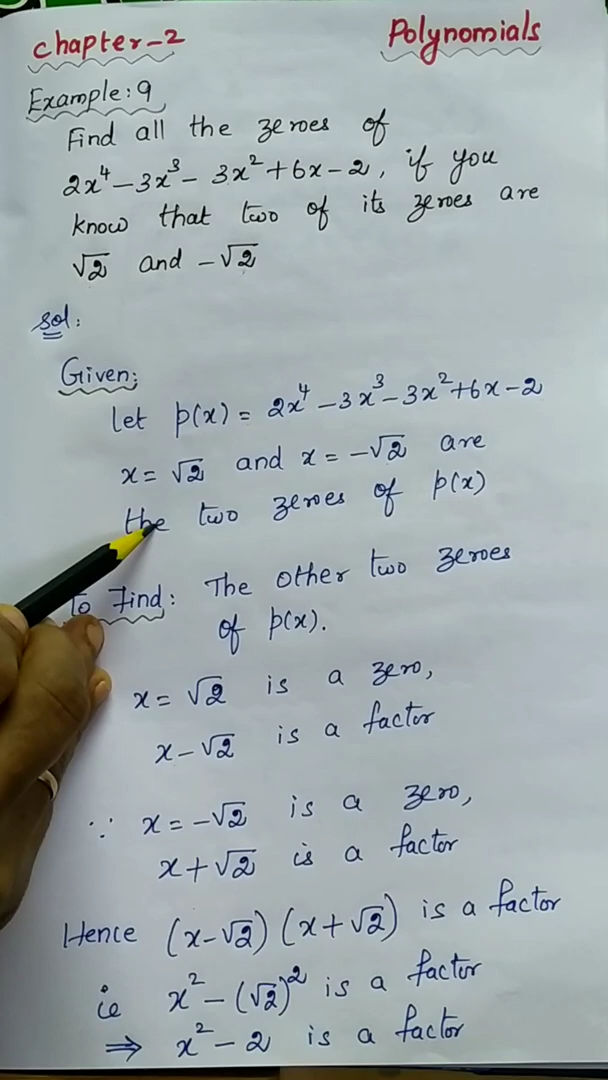 Chapter-2 Polynomials
Example: 9
Find all the zeroes of
2x⁴-3x³-3x²+6x-2, if you
know that two of its zeroes are
√2 and -√2
Sol:
Given:
Let p(x) = 2x⁴-3x³-3x²+6x-2
x = √2 and x = -√2 are
the two zeroes of p(x)
To Find: The other two zeroes
of p(x).
x = √2 is a zero,
x-√2 is a factor
∵ x = -√2 is a zero,
x+√2 is a factor
Hence (x-√2)(x+√2) is a factor
ie x²-(√2)² is a factor
⇒ x²-2 is a factor